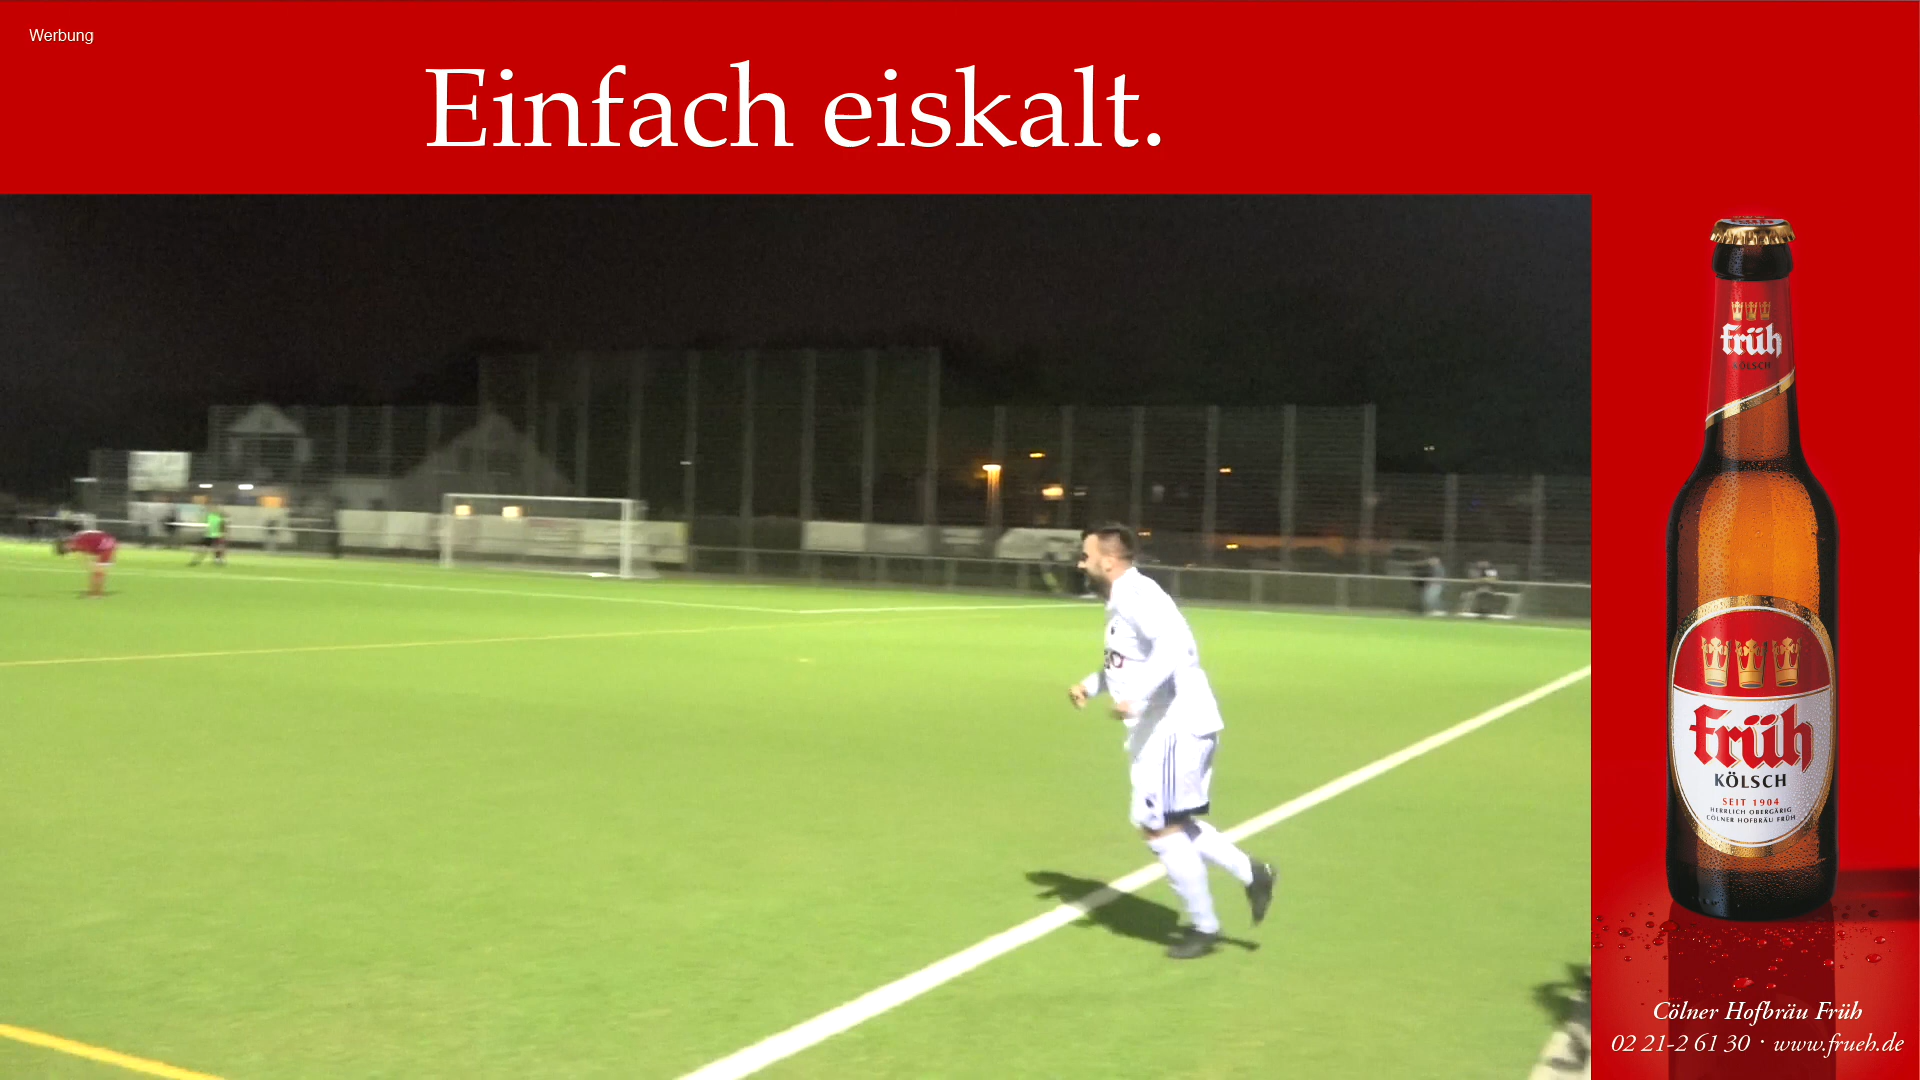 Werbung
Einfach eiskalt.
früh
KÖLSCH
früh
KÖLSCH
SEIT 1904
HERRLICH OBERGÄRIG
CÖLNER HOFBRÄU FRÜH
Cölner Hofbräu Früh
02 21-2 61 30 · www.frueh.de